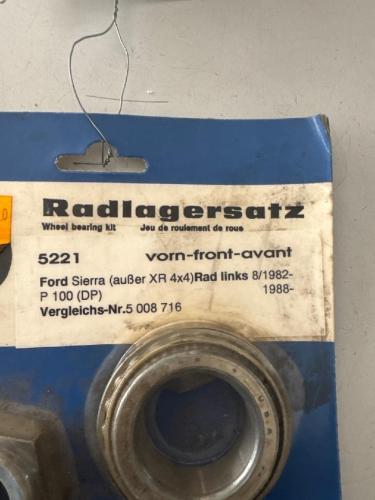 Radlagersatz
Wheel bearing kit Jeu de roulement de roue
5221 vorn-front-avant
Ford Sierra (außer XR 4x4)Rad links 8/1982-
P 100 (DP) 1988-
Vergleichs-Nr.5 008 716
U.S.A